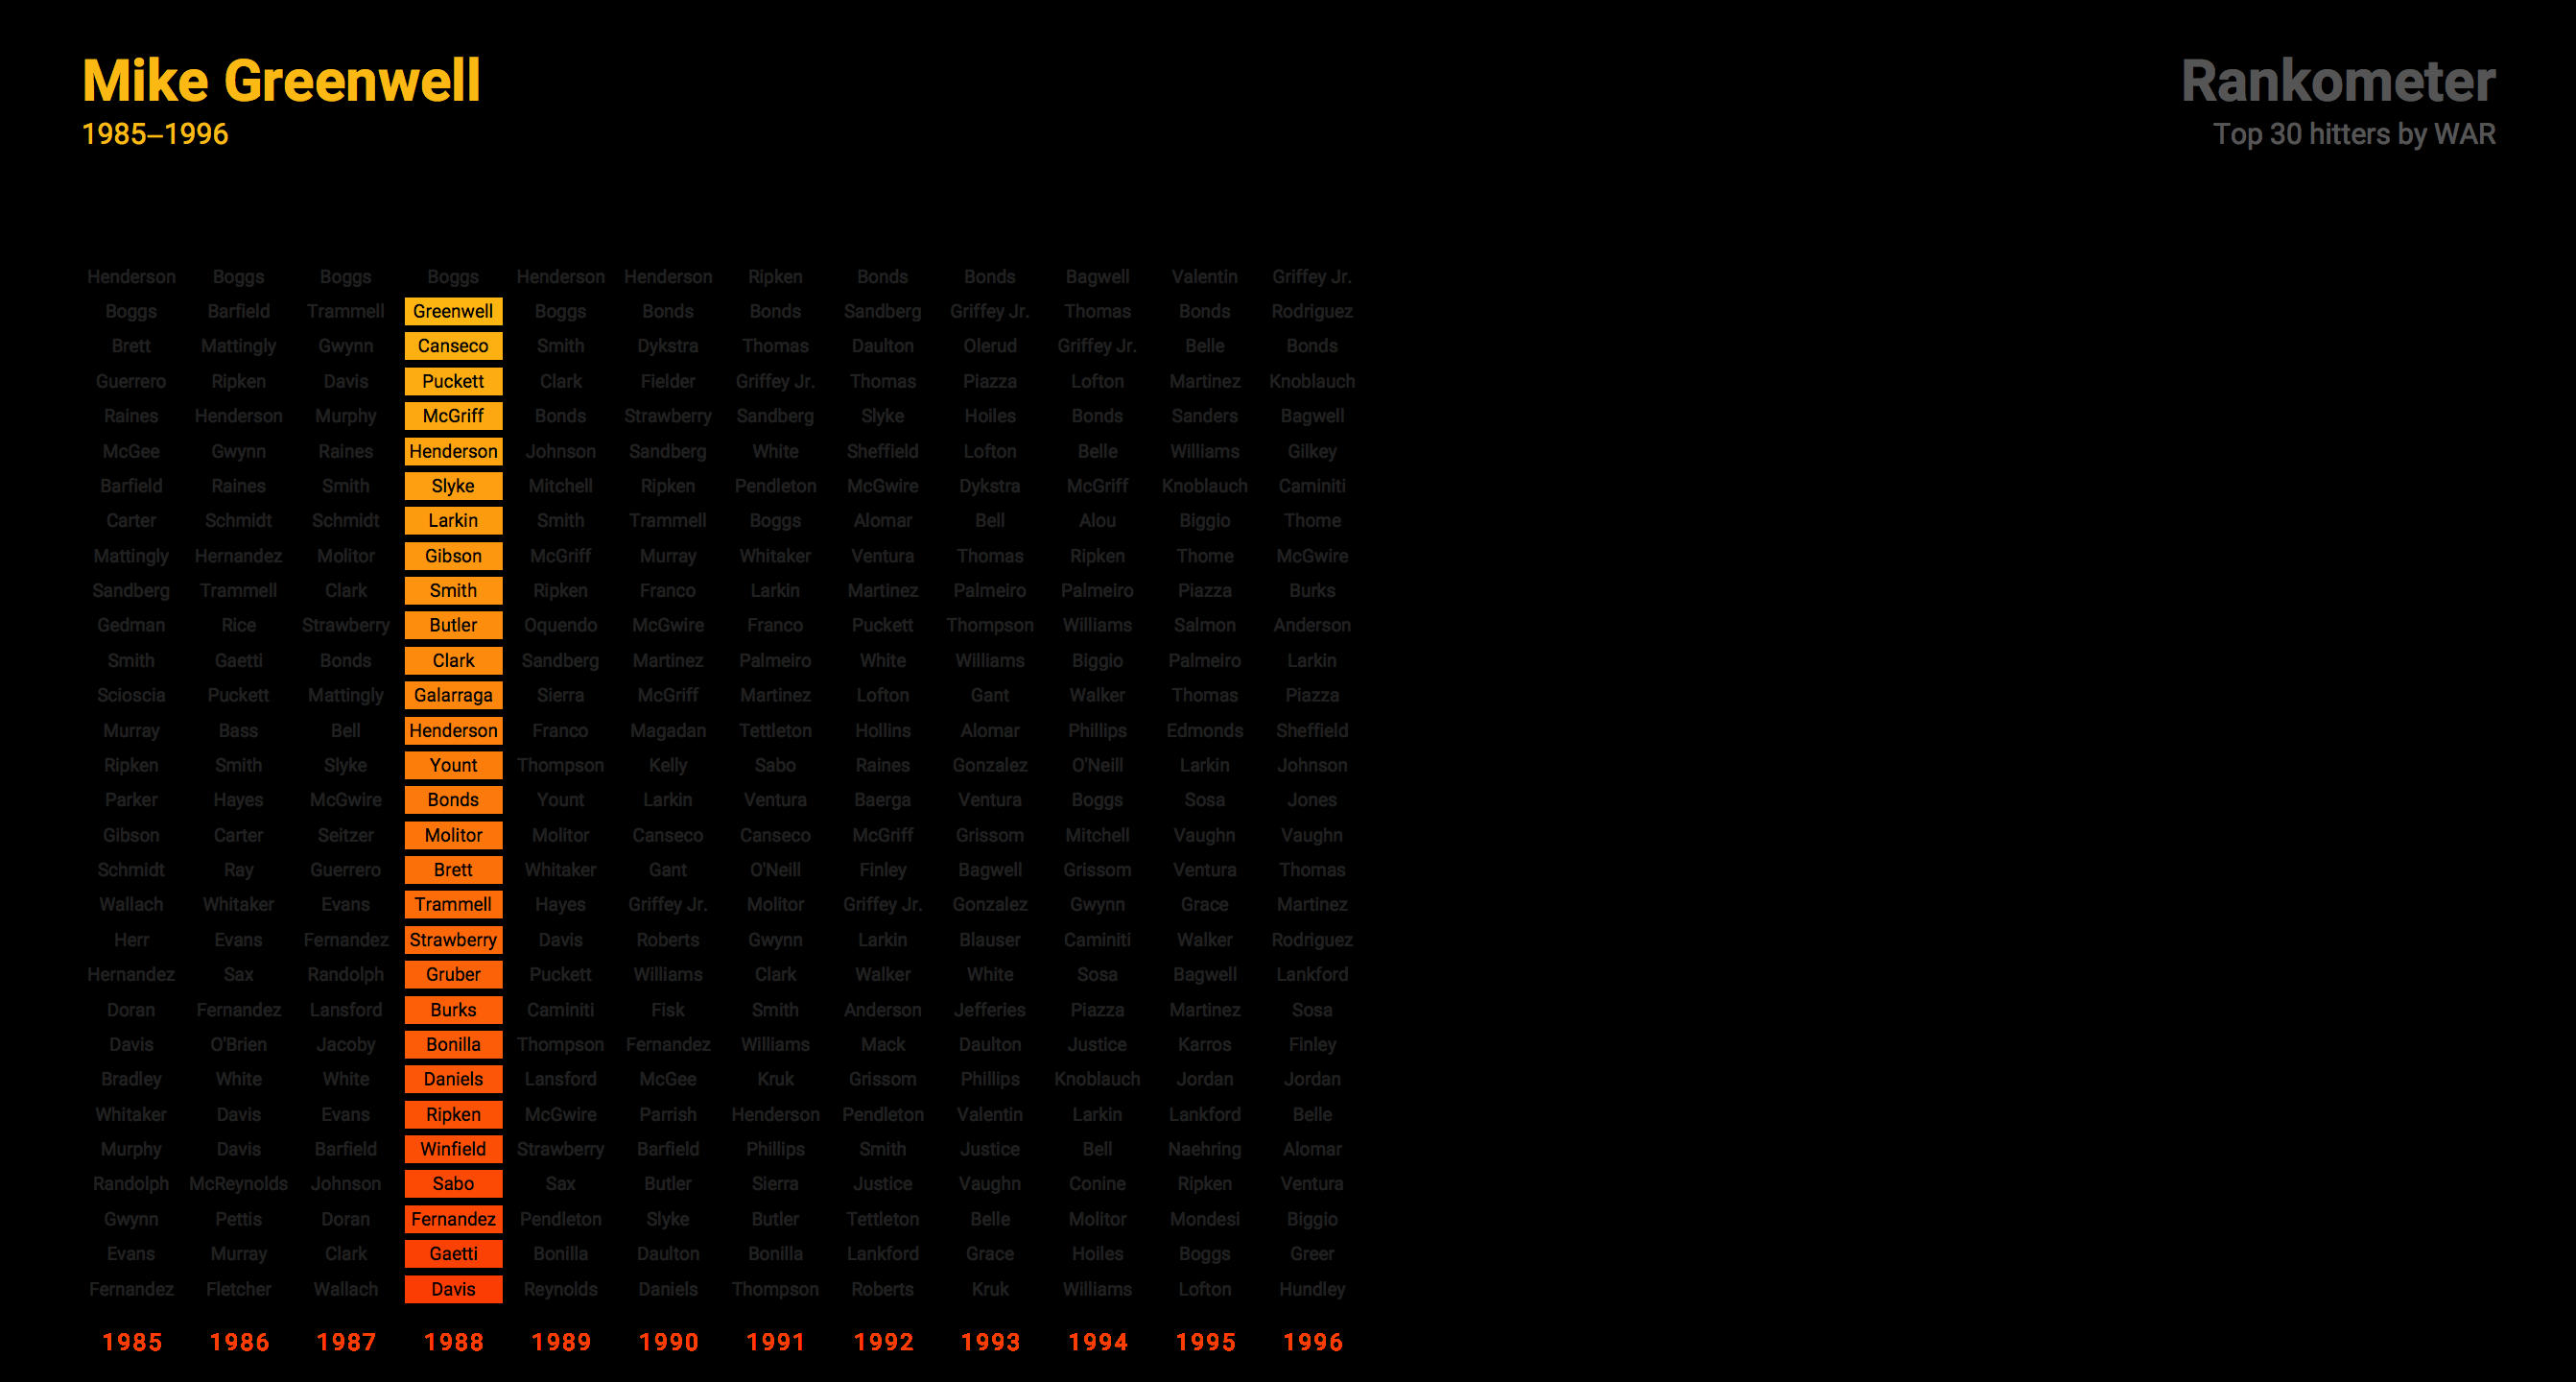 Mike Greenwell
1985–1996
Rankometer
Top 30 hitters by WAR
Henderson Boggs Boggs Boggs Henderson Henderson Ripken Bonds Bonds Bagwell Valentin Griffey Jr.
Boggs Barfield Trammell Greenwell Boggs Bonds Bonds Sandberg Griffey Jr. Thomas Bonds Rodriguez
Brett Mattingly Gwynn Canseco Smith Dykstra Thomas Daulton Olerud Griffey Jr. Belle Bonds
Guerrero Ripken Davis Puckett Clark Fielder Griffey Jr. Thomas Piazza Lofton Martinez Knoblauch
Raines Henderson Murphy McGriff Bonds Strawberry Sandberg Slyke Hoiles Bonds Sanders Bagwell
McGee Gwynn Raines Henderson Johnson Sandberg White Sheffield Lofton Belle Williams Gilkey
Barfield Raines Smith Slyke Mitchell Ripken Pendleton McGwire Dykstra McGriff Knoblauch Caminiti
Carter Schmidt Schmidt Larkin Smith Trammell Boggs Alomar Bell Alou Biggio Thome
Mattingly Hernandez Molitor Gibson McGriff Murray Whitaker Ventura Thomas Ripken Thome McGwire
Sandberg Trammell Clark Smith Ripken Franco Larkin Martinez Palmeiro Palmeiro Piazza Burks
Gedman Rice Strawberry Butler Oquendo McGwire Franco Puckett Thompson Williams Salmon Anderson
Smith Gaetti Bonds Clark Sandberg Martinez Palmeiro White Williams Biggio Palmeiro Larkin
Scioscia Puckett Mattingly Galarraga Sierra McGriff Martinez Lofton Gant Walker Thomas Piazza
Murray Bass Bell Henderson Franco Magadan Tettleton Hollins Alomar Phillips Edmonds Sheffield
Ripken Smith Slyke Yount Thompson Kelly Sabo Raines Gonzalez O'Neill Larkin Johnson
Parker Hayes McGwire Bonds Yount Larkin Ventura Baerga Ventura Boggs Sosa Jones
Gibson Carter Seitzer Molitor Molitor Canseco Canseco McGriff Grissom Mitchell Vaughn Vaughn
Schmidt Ray Guerrero Brett Whitaker Gant O'Neill Finley Bagwell Grissom Ventura Thomas
Wallach Whitaker Evans Trammell Hayes Griffey Jr. Molitor Griffey Jr. Gonzalez Gwynn Grace Martinez
Herr Evans Fernandez Strawberry Davis Roberts Gwynn Larkin Blauser Caminiti Walker Rodriguez
Hernandez Sax Randolph Gruber Puckett Williams Clark Walker White Sosa Bagwell Lankford
Doran Fernandez Lansford Burks Caminiti Fisk Smith Anderson Jefferies Piazza Martinez Sosa
Davis O'Brien Jacoby Bonilla Thompson Fernandez Williams Mack Daulton Justice Karros Finley
Bradley White White Daniels Lansford McGee Kruk Grissom Phillips Knoblauch Jordan Jordan
Whitaker Davis Evans Ripken McGwire Parrish Henderson Pendleton Valentin Larkin Lankford Belle
Murphy Davis Barfield Winfield Strawberry Barfield Phillips Smith Justice Bell Naehring Alomar
Randolph McReynolds Johnson Sabo Sax Butler Sierra Justice Vaughn Conine Ripken Ventura
Gwynn Pettis Doran Fernandez Pendleton Slyke Butler Tettleton Belle Molitor Mondesi Biggio
Evans Murray Clark Gaetti Bonilla Daulton Bonilla Lankford Grace Hoiles Boggs Greer
Fernandez Fletcher Wallach Davis Reynolds Daniels Thompson Roberts Kruk Williams Lofton Hundley
1985 1986 1987 1988 1989 1990 1991 1992 1993 1994 1995 1996